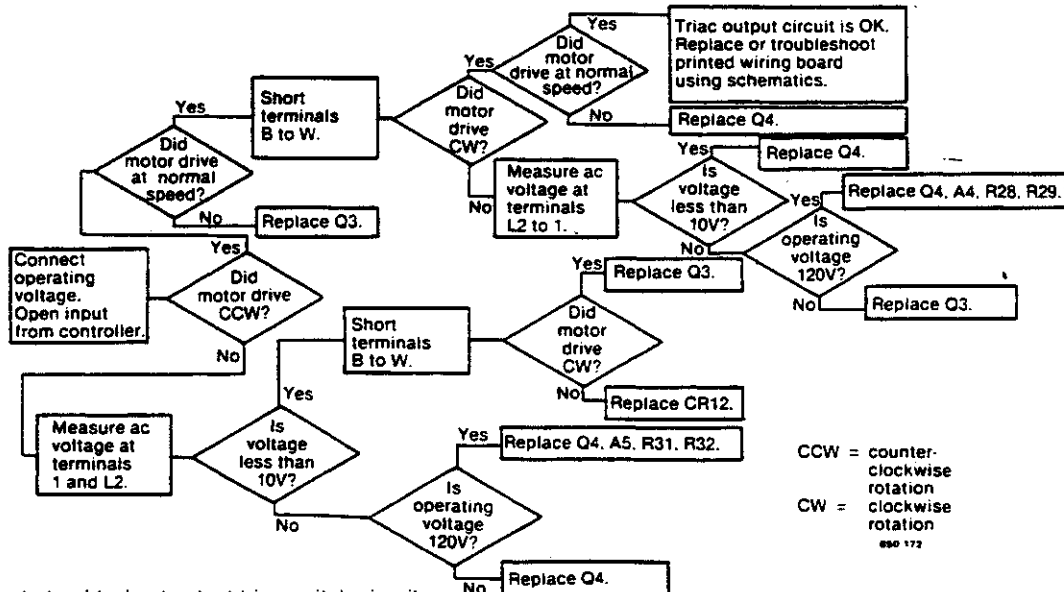 Yes
Triac output circuit is OK.
Replace or troubleshoot
printed wiring board
using schematics.
Did
motor
drive at normal
speed?
Yes
No
Replace Q4.
Yes
Short
terminals
B to W.
Did
motor
drive
CW?
Did
motor drive
at normal
speed?
No
Replace Q3.
No
Measure ac
voltage at
terminals
L2 to 1.
Yes
Replace Q4.
Is
voltage
less than
10V?
Yes
Replace Q4, A4, R28, R29.
No
Is
operating
voltage
120V?
No
Replace Q3.
Connect
operating
voltage.
Open input
from controller.
Yes
Did
motor drive
CCW?
No
Yes
Replace Q3.
Short
terminals
B to W.
Did
motor
drive
CW?
No
Replace CR12.
Yes
Measure ac
voltage at
terminals
1 and L2.
Is
voltage
less than
10V?
Yes
Replace Q4, A5, R31, R32.
No
Is
operating
voltage
120V?
No
Replace Q4.
CCW = counter-
clockwise
rotation
CW = clockwise
rotation